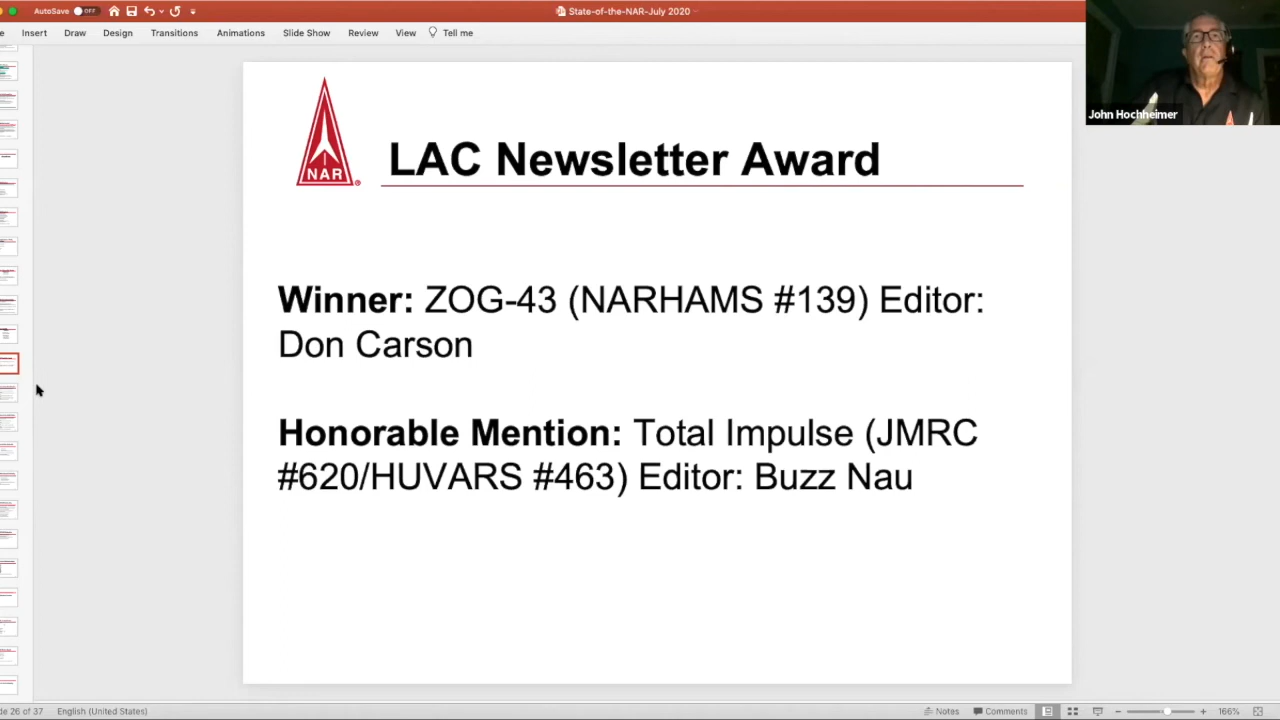 AutoSave OFF
State-of-the-NAR-July 2020
Insert Draw Design Transitions Animations Slide Show Review View Tell me
John Hochheimer
NAR ®
LAC Newsletter Award
Winner: ZOG-43 (NARHAMS #139) Editor:
Don Carson
Honorable Mention: Total Impulse (JMRC
#620/HUVARS #463) Editor: Buzz Nau
26 of 37 English (United States) Notes Comments 166%